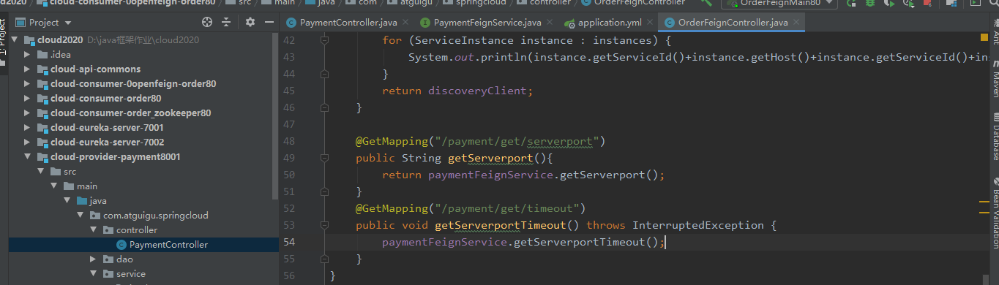 cloud-consumer-0openfeign-order80 src main java com atguigu springcloud controller OrderFeignController OrderFeignMain80
Project
PaymentController.java PaymentFeignService.java application.yml OrderFeignController.java
1: Project
cloud2020 D:\java框架作业\cloud2020
.idea
cloud-api-commons
cloud-consumer-0openfeign-order80
cloud-consumer-order80
cloud-consumer-order_zookeeper80
cloud-eureka-server-7001
cloud-eureka-server-7002
cloud-provider-payment8001
src
main
java
com.atguigu.springcloud
controller
PaymentController
dao
service
42 for (ServiceInstance instance : instances) {
43 System.out.println(instance.getServiceId()+instance.getHost()+instance.getServiceId()+ins
44 }
45 return discoveryClient;
46 }
47
48 @GetMapping("/payment/get/serverport")
49 public String getServerport(){
50 return paymentFeignService.getServerport();
51 }
52 @GetMapping("/payment/get/timeout")
53 public void getServerportTimeout() throws InterruptedException {
54 paymentFeignService.getServerportTimeout();
55 }
56 }
Ant
Maven
Database
Bean Validation